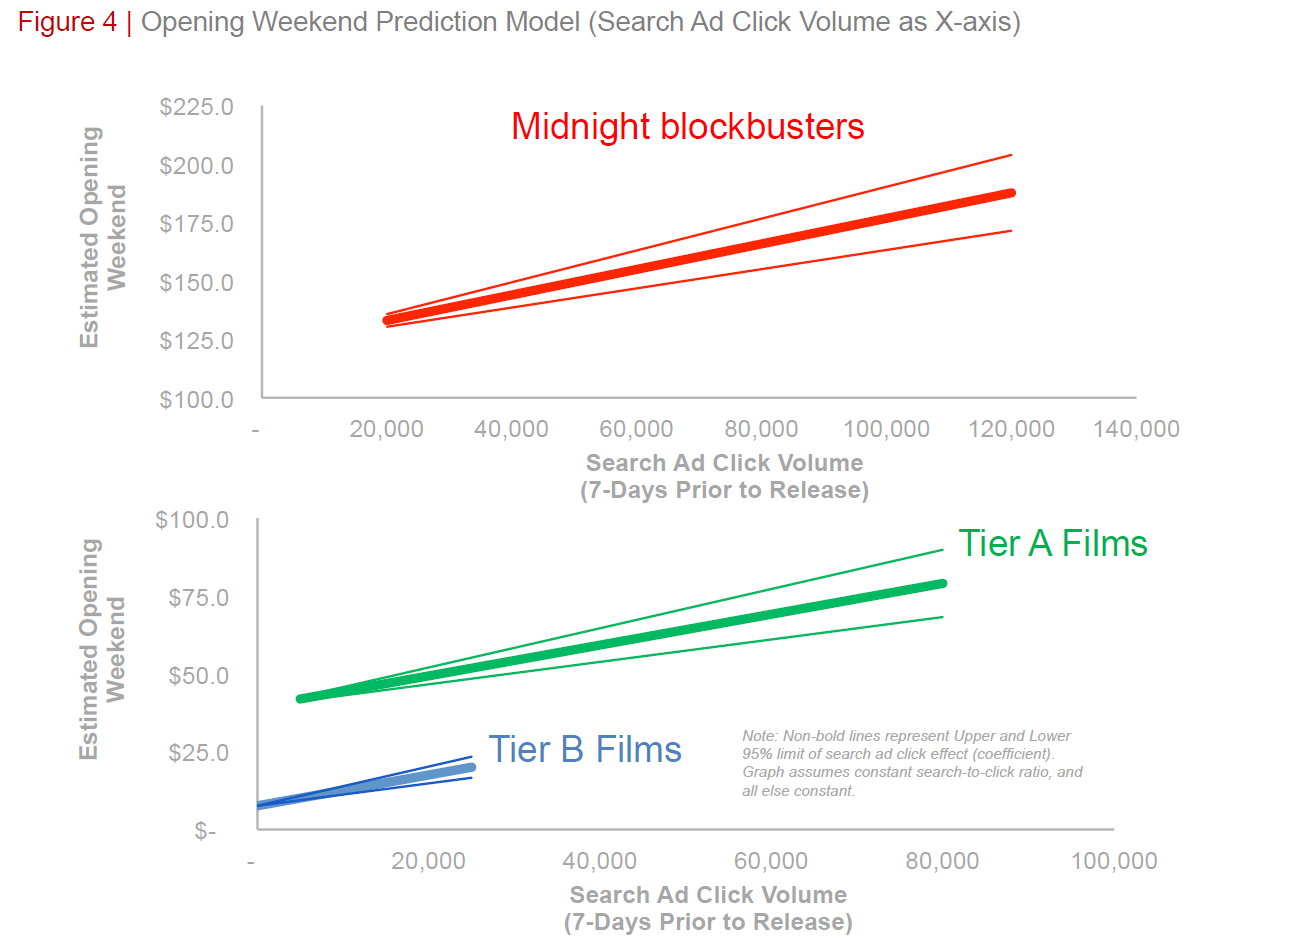 Figure 4 | Opening Weekend Prediction Model (Search Ad Click Volume as X-axis)
Midnight blockbusters
Estimated Opening
Weekend
$225.0
$200.0
$175.0
$150.0
$125.0
$100.0
-
20,000
40,000
60,000
80,000
100,000
120,000
140,000
Search Ad Click Volume
(7-Days Prior to Release)
Estimated Opening
Weekend
$100.0
$75.0
$50.0
$25.0
$-
Tier A Films
Tier B Films
Note: Non-bold lines represent Upper and Lower
95% limit of search ad click effect (coefficient).
Graph assumes constant search-to-click ratio, and
all else constant.
-
20,000
40,000
60,000
80,000
100,000
Search Ad Click Volume
(7-Days Prior to Release)